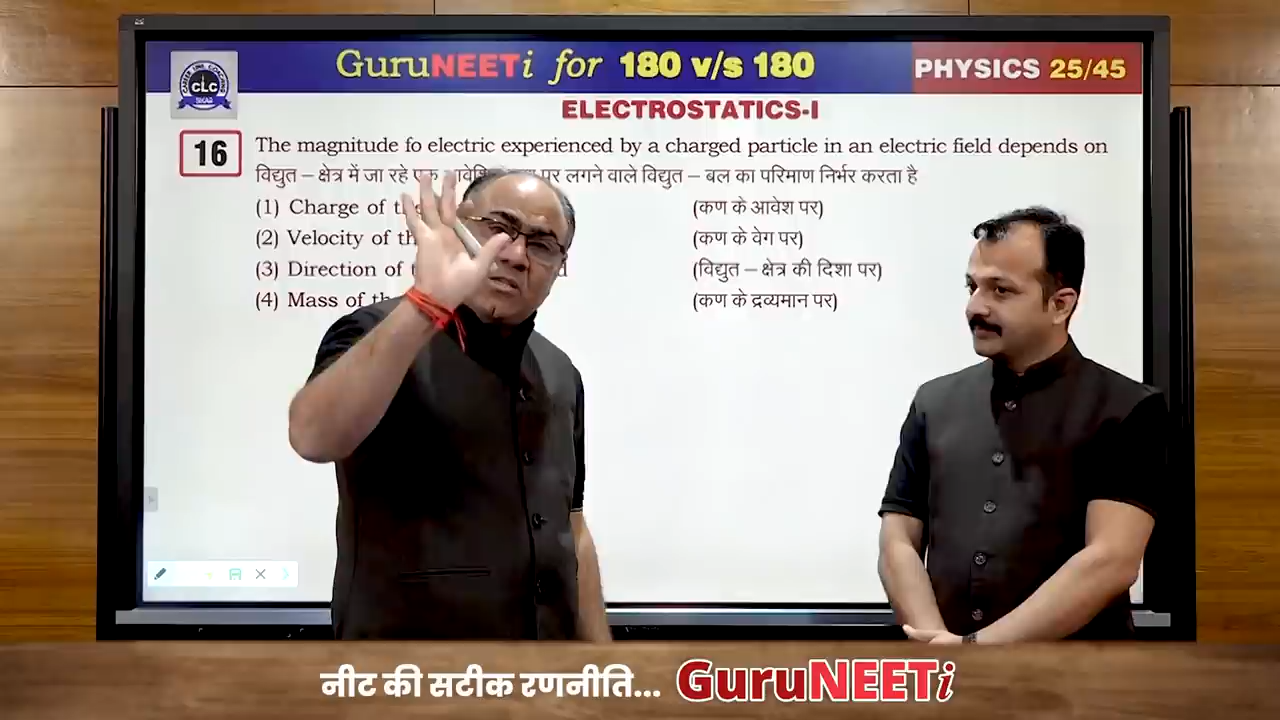 GuruNEETi for 180 v/s 180
PHYSICS 25/45
CLC
SIKAR
ELECTROSTATICS-I
16
The magnitude fo electric experienced by a charged particle in an electric field depends on
विद्युत – क्षेत्र में जा रहे एक पर लगने वाले विद्युत – बल का परिमाण निर्भर करता है
(1) Charge of (कण के आवेश पर)
(2) Velocity of (कण के वेग पर)
(3) Direction of (विद्युत – क्षेत्र की दिशा पर)
(4) Mass of (कण के द्रव्यमान पर)
नीट की सटीक रणनीति... GuruNEETi